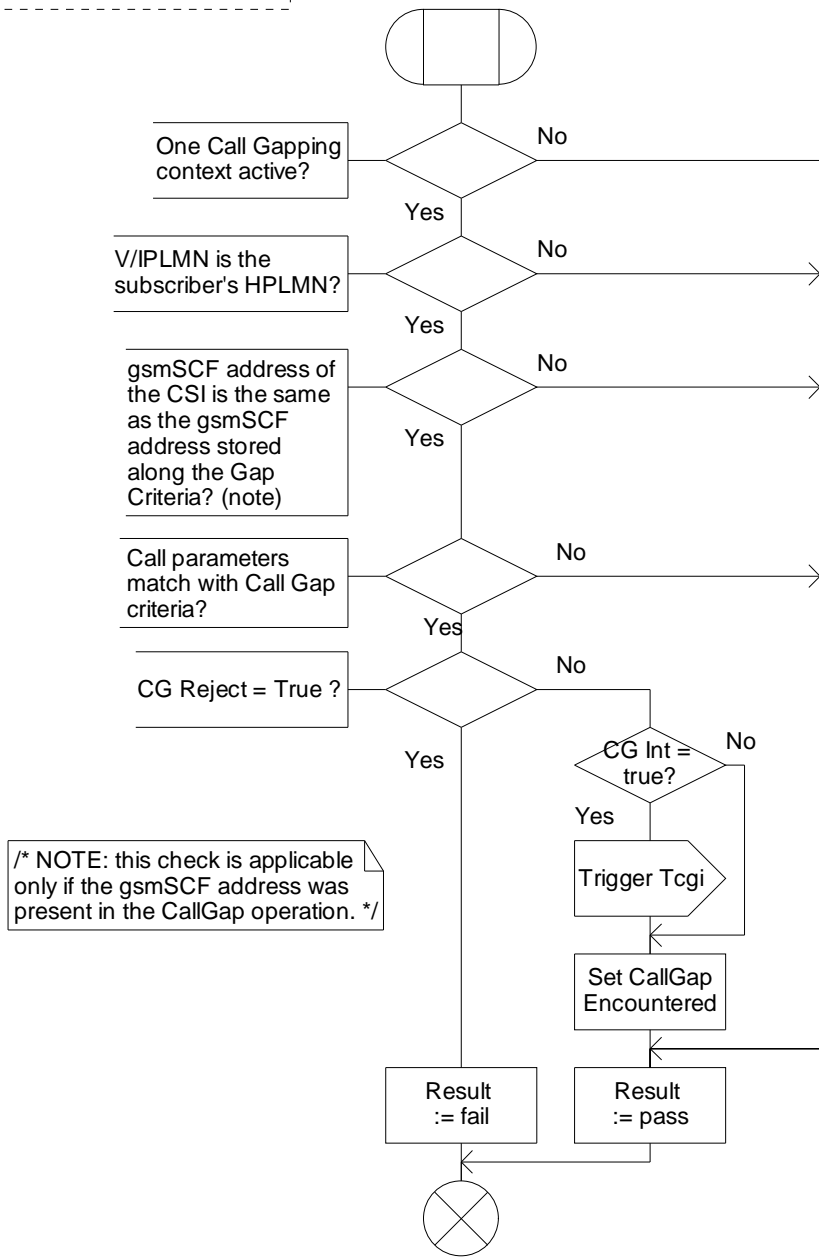 One Call Gapping
context active?
No
Yes
V/IPLMN is the
subscriber's HPLMN?
No
Yes
gsmSCF address of
the CSI is the same
as the gsmSCF
address stored
along the Gap
Criteria? (note)
No
Yes
Call parameters
match with Call Gap
criteria?
No
Yes
CG Reject = True ?
No
Yes
CG Int =
true?
No
Yes
Trigger Tcgi
/* NOTE: this check is applicable
only if the gsmSCF address was
present in the CallGap operation. */
Set CallGap
Encountered
Result
:= fail
Result
:= pass